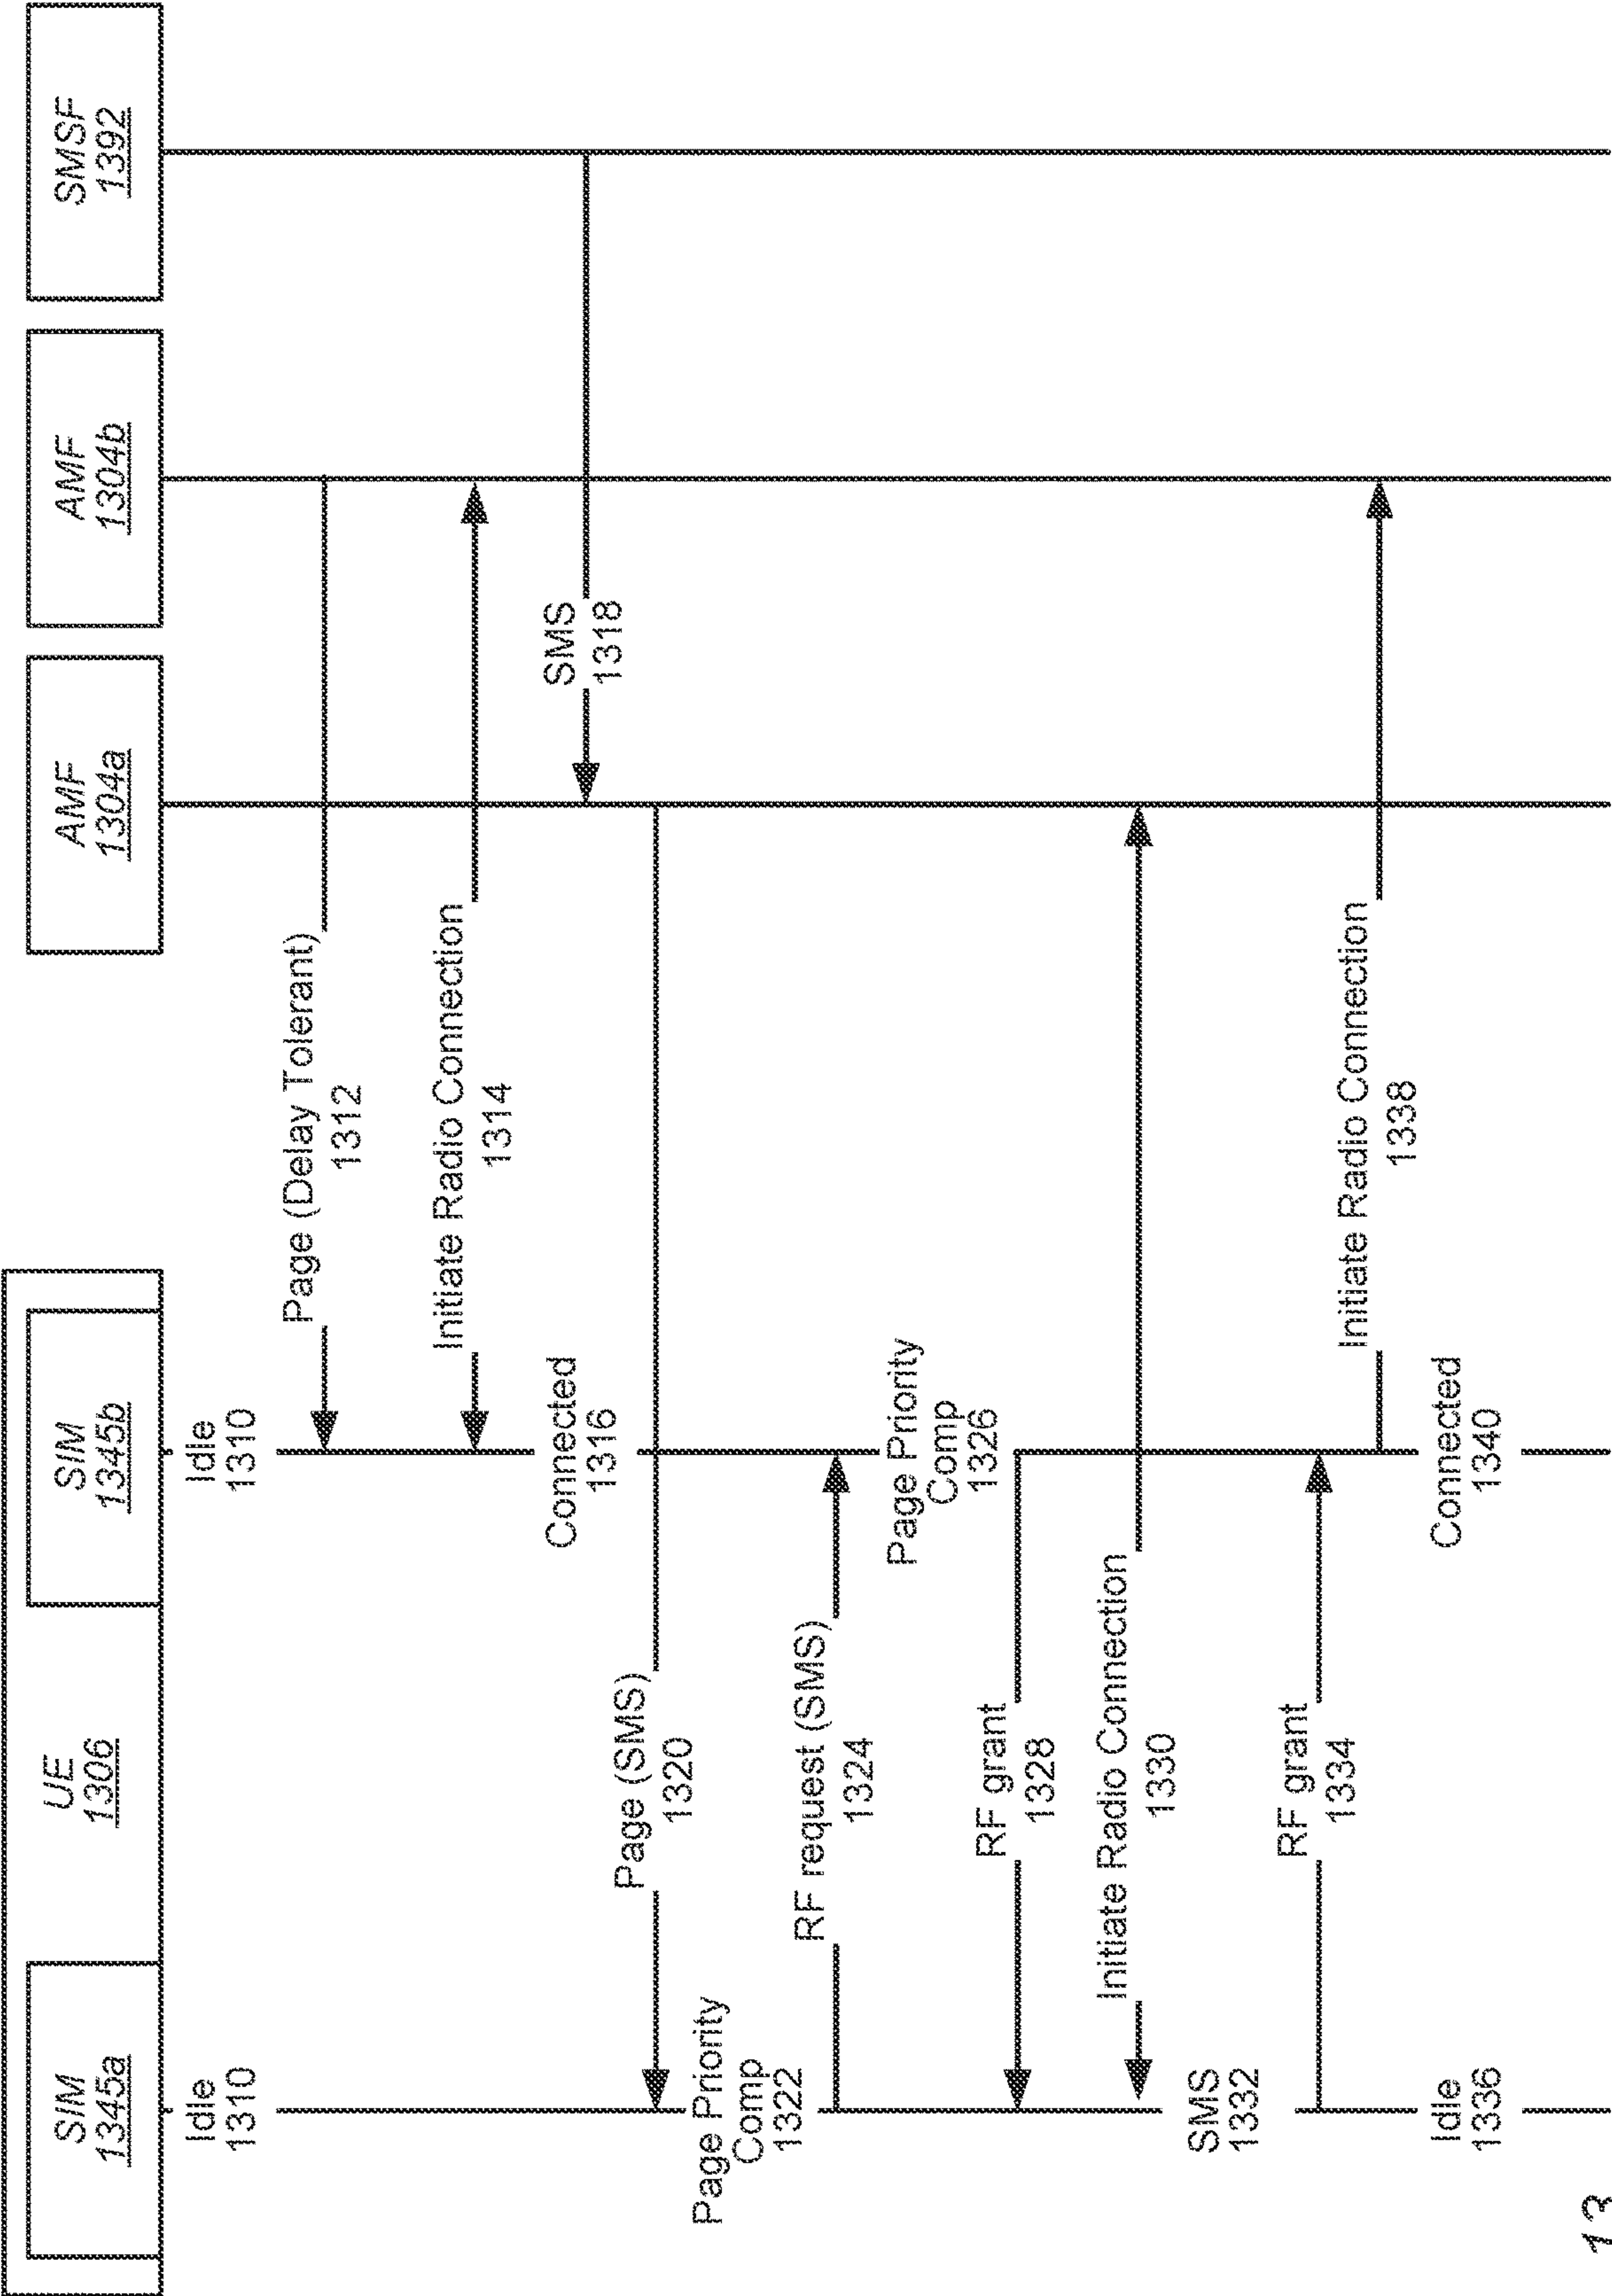 UE
1306
SIM
1345a
SIM
1345b
AMF
1304a
AMF
1304b
SMSF
1392
Idle
1310
Idle
1310
Page (Delay Tolerant)
1312
Initiate Radio Connection
1314
Connected
1316
SMS
1318
Page (SMS)
1320
Page Priority
Comp
1322
RF request (SMS)
1324
Page Priority
Comp
1326
RF grant
1328
Initiate Radio Connection
1330
SMS
1332
RF grant
1334
Idle
1336
Initiate Radio Connection
1338
Connected
1340
13